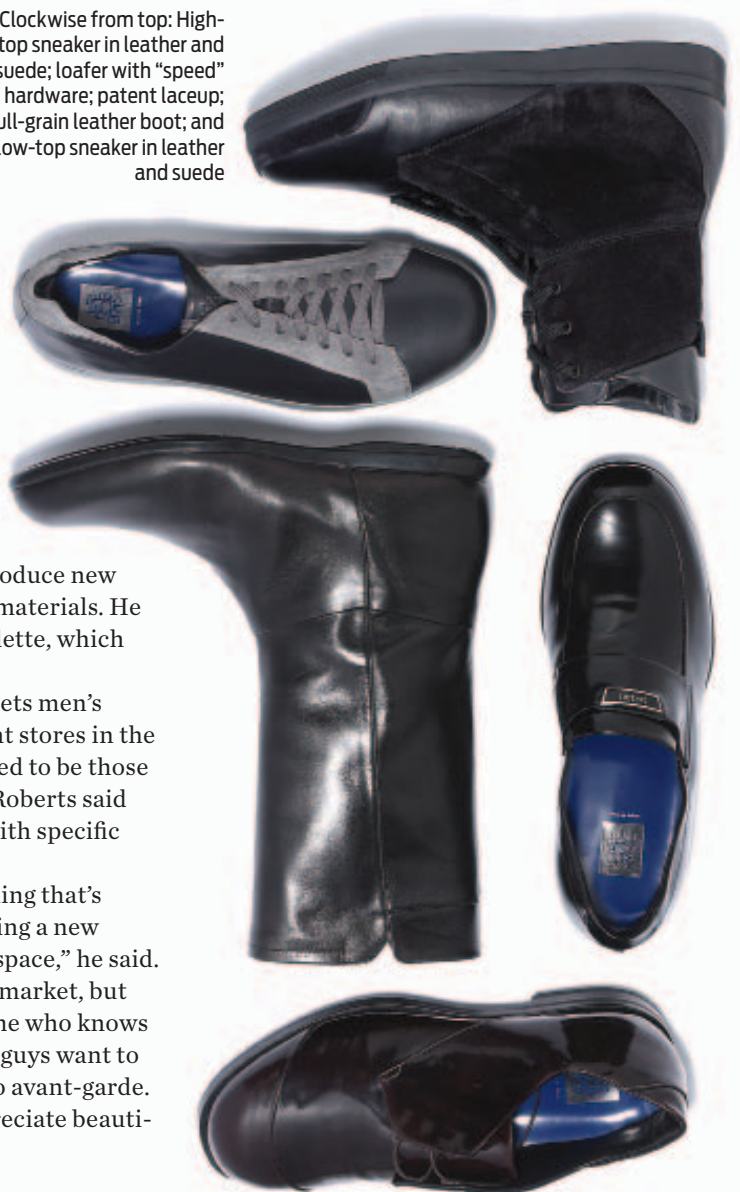 Clockwise from top: High-
top sneaker in leather and
suede; loafer with “speed”
hardware; patent laceup;
ull-grain leather boot; and
ow-top sneaker in leather
and suede
oduce new
materials. He
lette, which
ets men’s
t stores in the
ed to be those
Roberts said
ith specific
ing that’s
ing a new
space,” he said.
market, but
ne who knows
guys want to
o avant-garde.
reciate beauti-